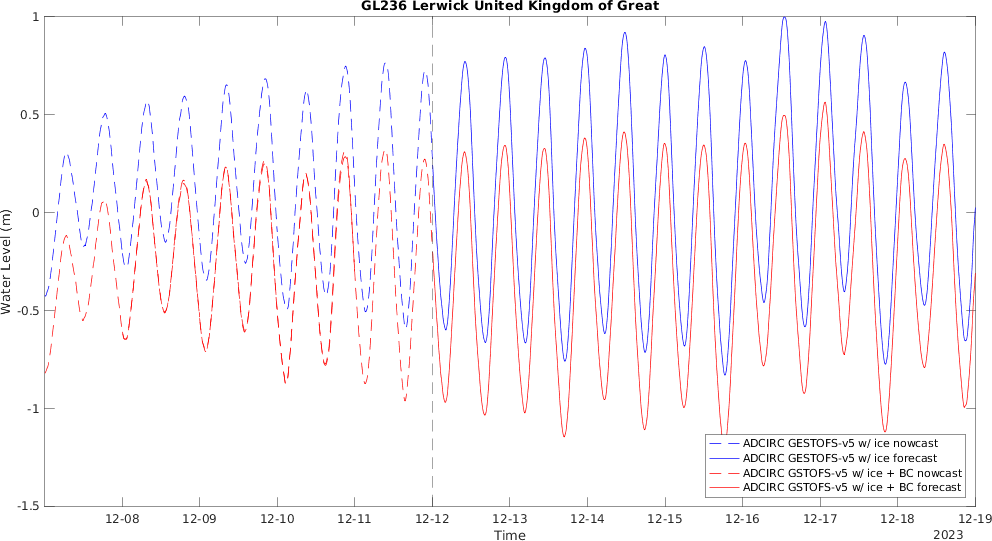 GL236 Lerwick United Kingdom of Great
1
0.5
0
-0.5
-1
-1.5
Water Level (m)
ADCIRC GESTOFS-v5 w/ ice nowcast
ADCIRC GESTOFS-v5 w/ ice forecast
ADCIRC GSTOFS-v5 w/ ice + BC nowcast
ADCIRC GSTOFS-v5 w/ ice + BC forecast
12-08 12-09 12-10 12-11 12-12 12-13 12-14 12-15 12-16 12-17 12-18 12-19
Time
2023